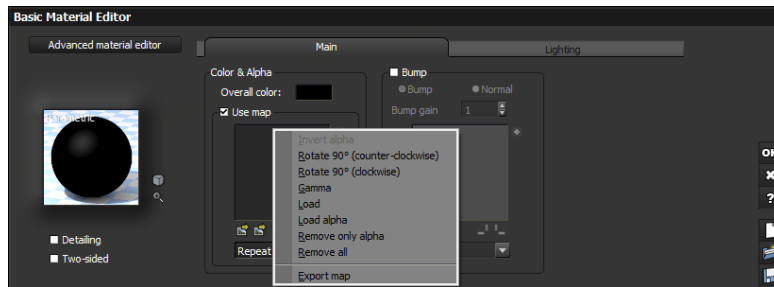 Basic Material Editor
Advanced material editor
Main
Lighting
Color & Alpha
Overall color:
Use map
Bump
Bump
Normal
Bump gain
1
Invert alpha
Rotate 90° (counter-clockwise)
Rotate 90° (clockwise)
Gamma
Load
Load alpha
Remove only alpha
Remove all
Export map
Repeat
Detailing
Two-sided
?